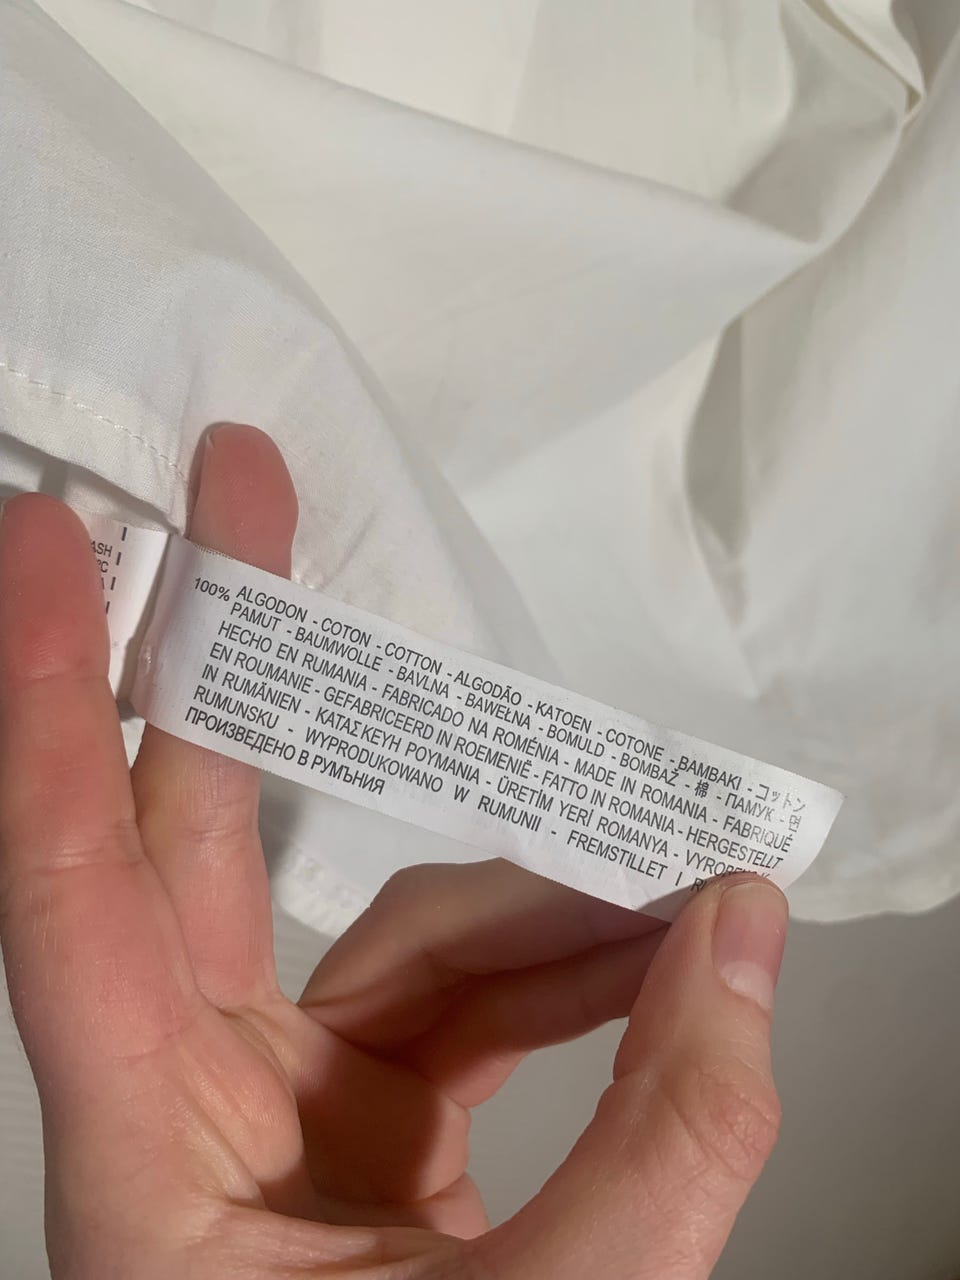 ASH
°C
100% ALGODON - COTON - COTTON - ALGODÃO - KATOEN - COTONE - BAMBAKI - コットン
PAMUT - BAUMWOLLE - BAVLNA - BAWEŁNA - BOMULD - BOMBAŽ - 棉 - ПАМУК - 면
HECHO EN RUMANIA - FABRICADO NA ROMÉNIA - MADE IN ROMANIA - FABRIQUÉ
EN ROUMANIE - GEFABRICEERD IN ROEMENIË - FATTO IN ROMANIA - HERGESTELLT
IN RUMÄNIEN - ΚΑΤΑΣΚΕΥΗ ΡΟΥΜΑΝΙΑ - ÜRETİM YERİ ROMANYA -
RUMUNSKU - WYPRODUKOWANO W RUMUNII - FREMSTILLET I
ПРОИЗВЕДЕНО В РУМЪНИЯ